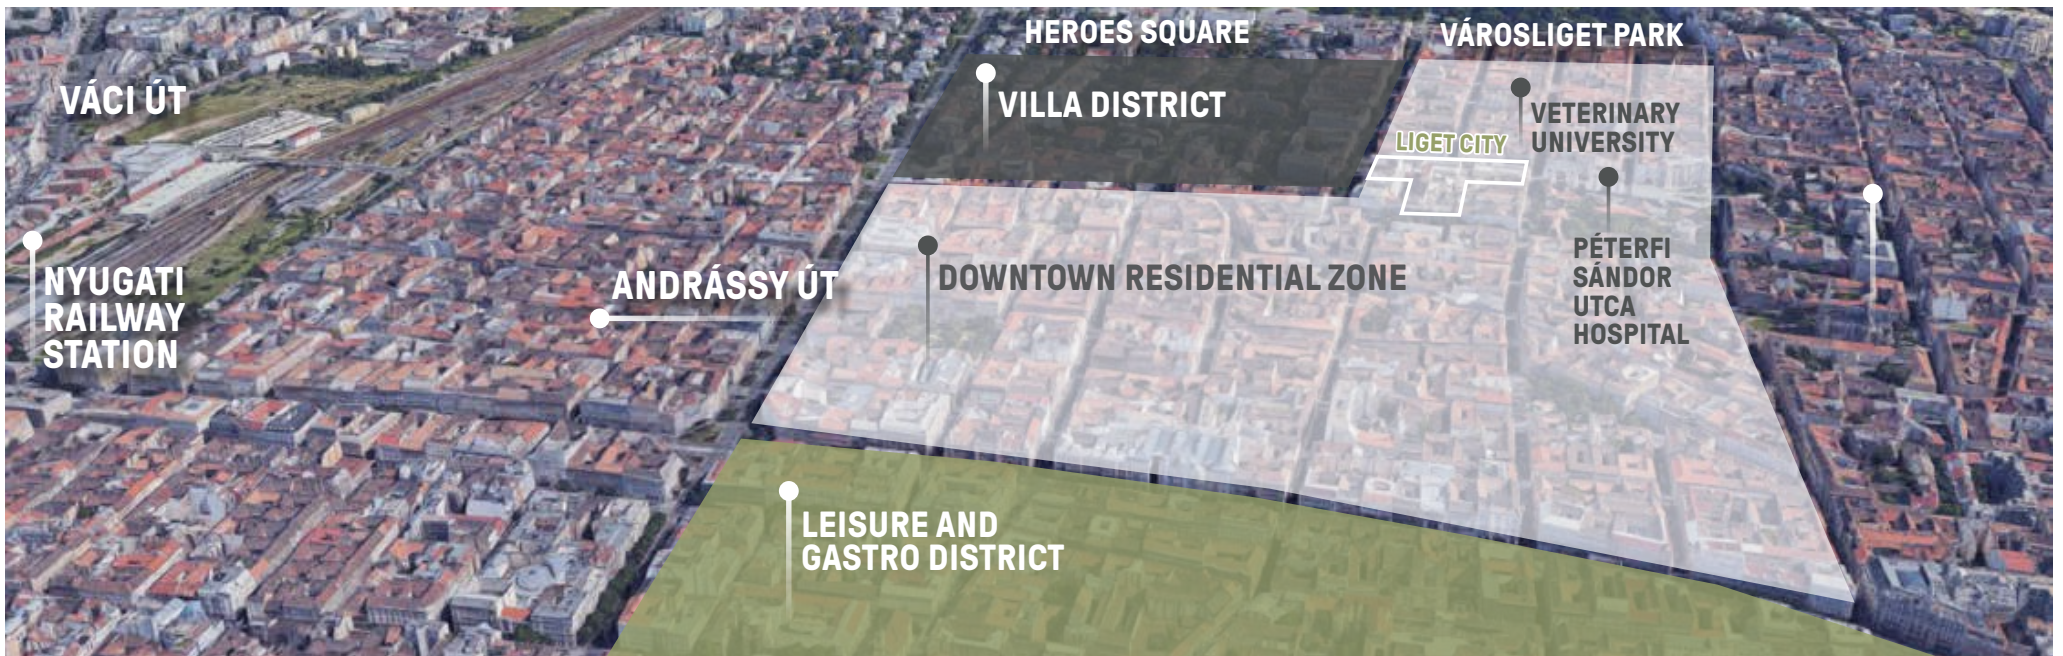 HEROES SQUARE
VÁROSLIGET PARK
VÁCI ÚT
VILLA DISTRICT
VETERINARY
UNIVERSITY
LIGET CITY
NYUGATI
RAILWAY
STATION
ANDRÁSSY ÚT
DOWNTOWN RESIDENTIAL ZONE
PÉTERFI
SÁNDOR
UTCA
HOSPITAL
LEISURE AND
GASTRO DISTRICT